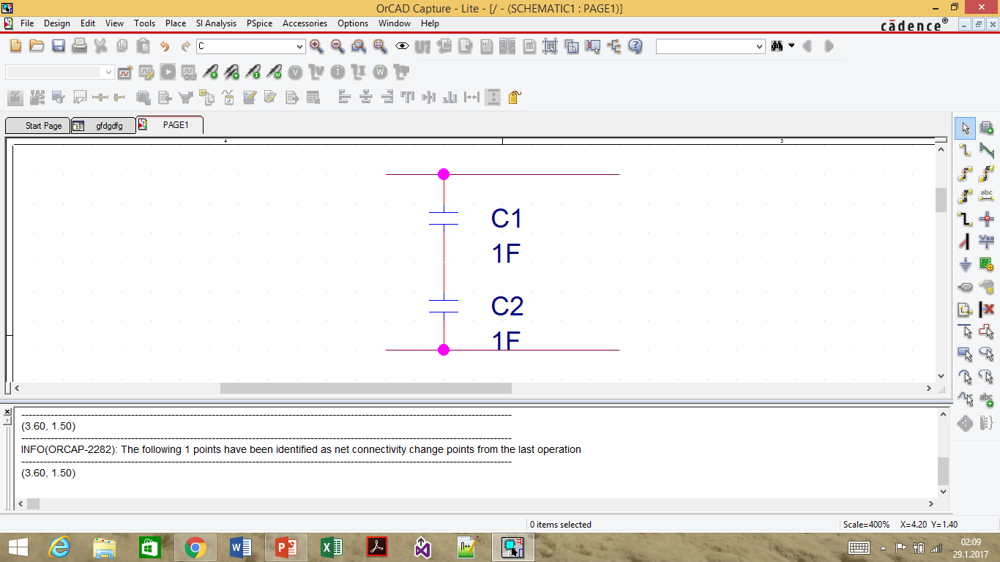 OrCAD Capture - Lite - [/ - (SCHEMATIC1 : PAGE1)]
File Design Edit View Tools Place SI Analysis PSpice Accessories Options Window Help
cādence®
C
U?
V I W
Start Page gfdgdfg PAGE1
4 3
abc
C1
1F
C2
1F
(3.60, 1.50)
INFO(ORCAP-2282): The following 1 points have been identified as net connectivity change points from the last operation
(3.60, 1.50)
0 items selected Scale=400% X=4.20 Y=1.40
02:09
29.1.2017